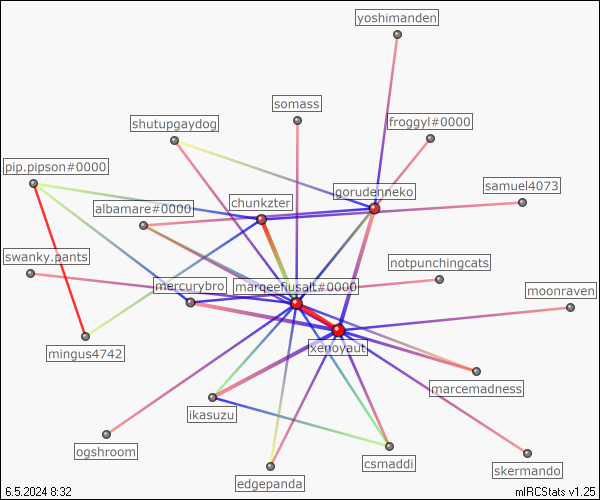 yoshimanden
somass
froggyl#0000
shutupgaydog
pip.pipson#0000
gorudenneko
samuel4073
chunkzter
albamare#0000
swanky.pants
notpunchingcats
mercurybro
marqeefusalt#0000
moonraven
xenoyaut
mingus4742
marcemadness
ikasuzu
ogshroom
csmaddi
skermando
edgepanda
6.5.2024 8:32
mIRCStats v1.25